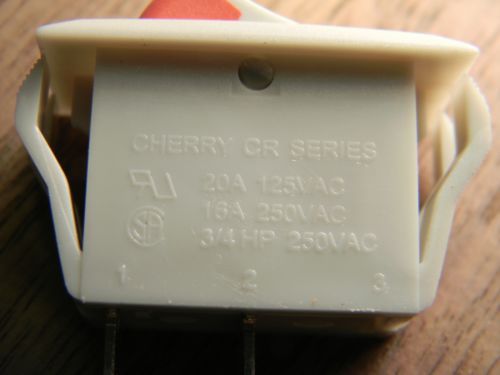 CHERRY CR SERIES
20A 125VAC
16A 250VAC
3/4 HP 250VAC
1 2 3